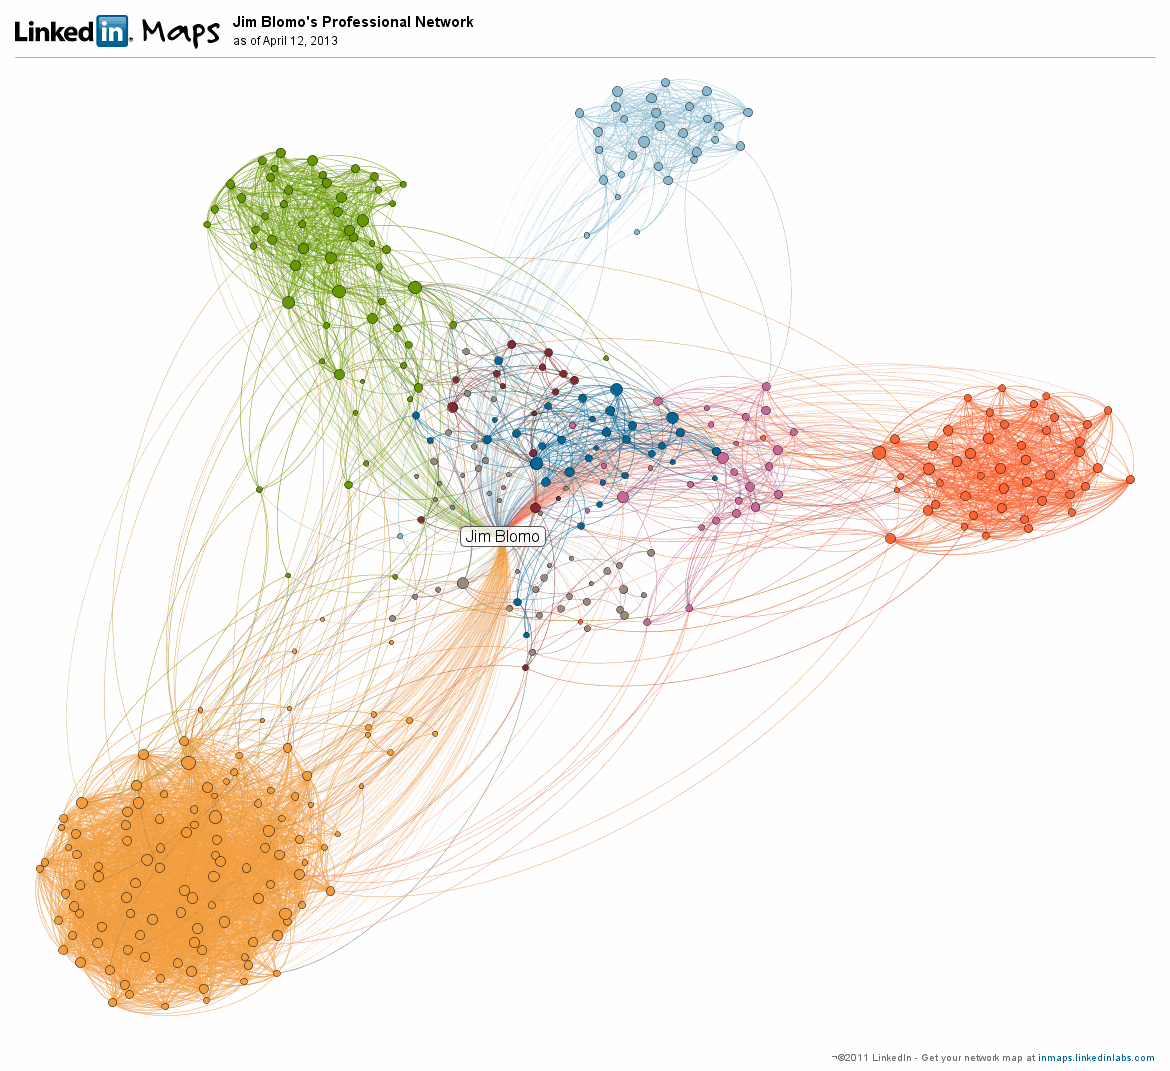 LinkedIn Maps
Jim Blomo's Professional Network
as of April 12, 2013
Jim Blomo
¬©2011 LinkedIn - Get your network map at inmaps.linkedinlabs.com